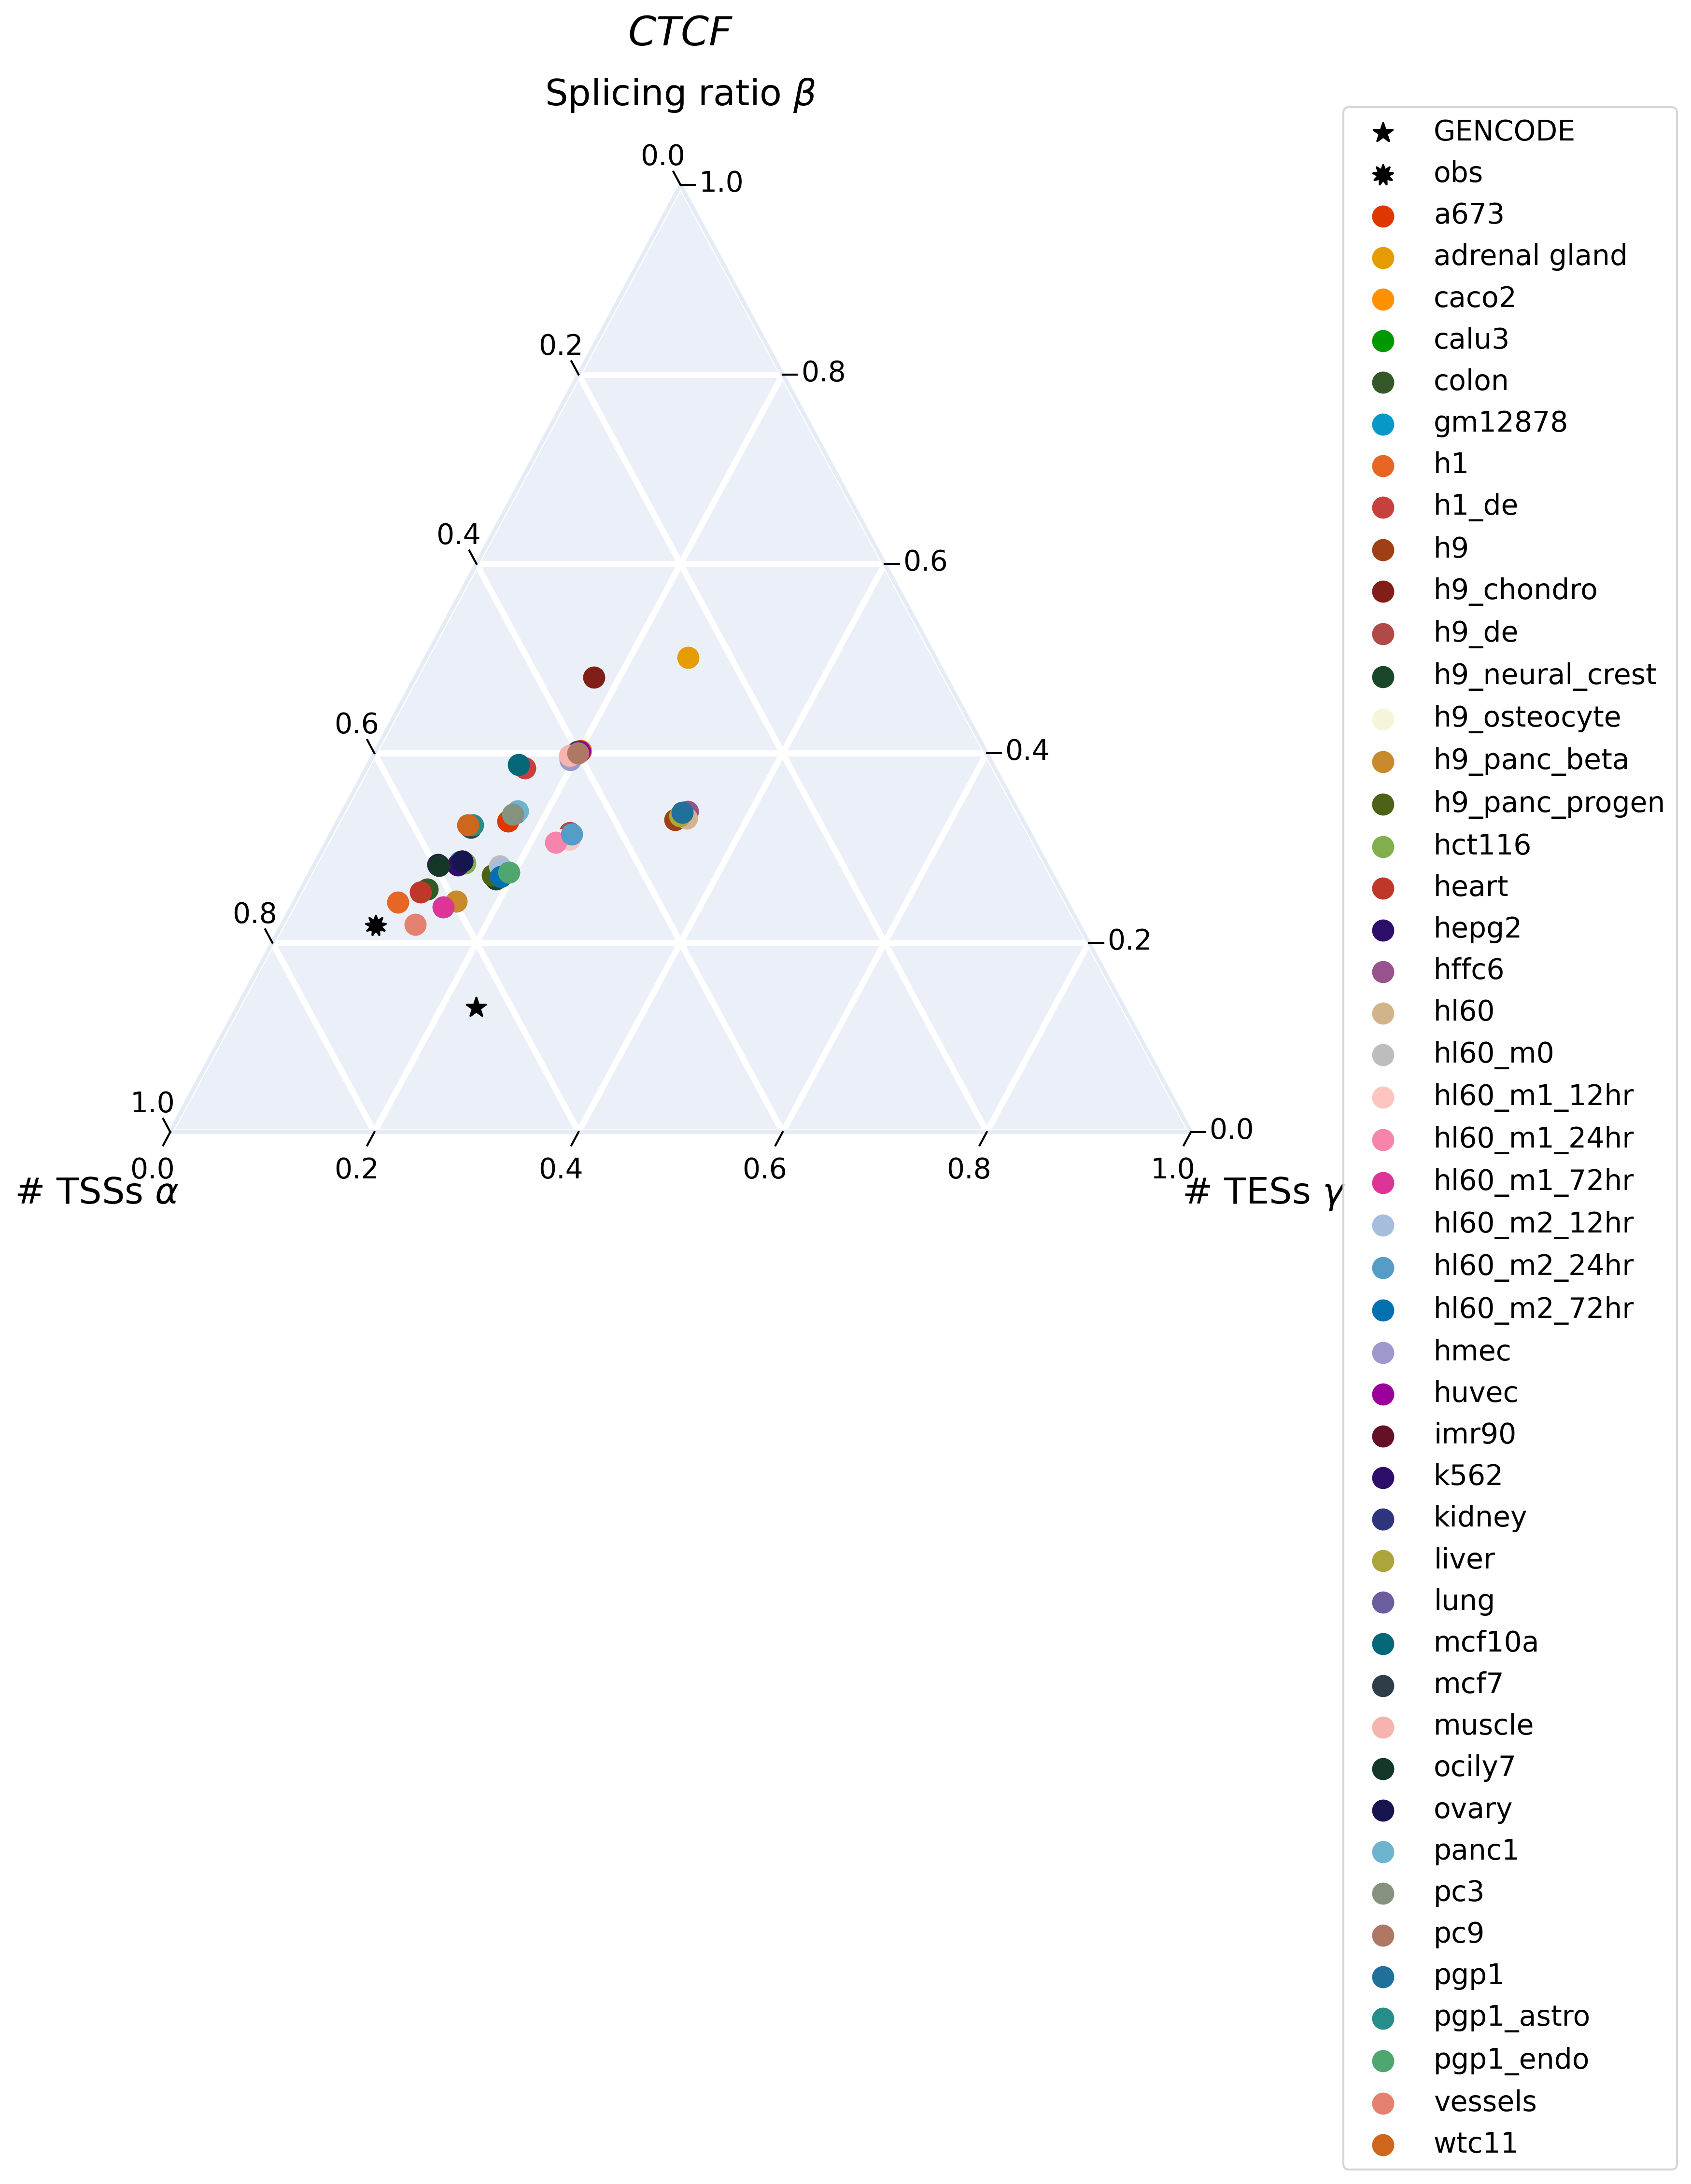 CTCF
Splicing ratio β
0.0
1.0
0.2
0.8
0.4
0.6
0.6
0.4
0.8
0.2
1.0
0.0
0.0
0.2
0.4
0.6
0.8
1.0
# TSSs α
# TESs γ
GENCODE
obs
a673
adrenal gland
caco2
calu3
colon
gm12878
h1
h1_de
h9
h9_chondro
h9_de
h9_neural_crest
h9_osteocyte
h9_panc_beta
h9_panc_progen
hct116
heart
hepg2
hffc6
hl60
hl60_m0
hl60_m1_12hr
hl60_m1_24hr
hl60_m1_72hr
hl60_m2_12hr
hl60_m2_24hr
hl60_m2_72hr
hmec
huvec
imr90
k562
kidney
liver
lung
mcf10a
mcf7
muscle
ocily7
ovary
panc1
pc3
pc9
pgp1
pgp1_astro
pgp1_endo
vessels
wtc11